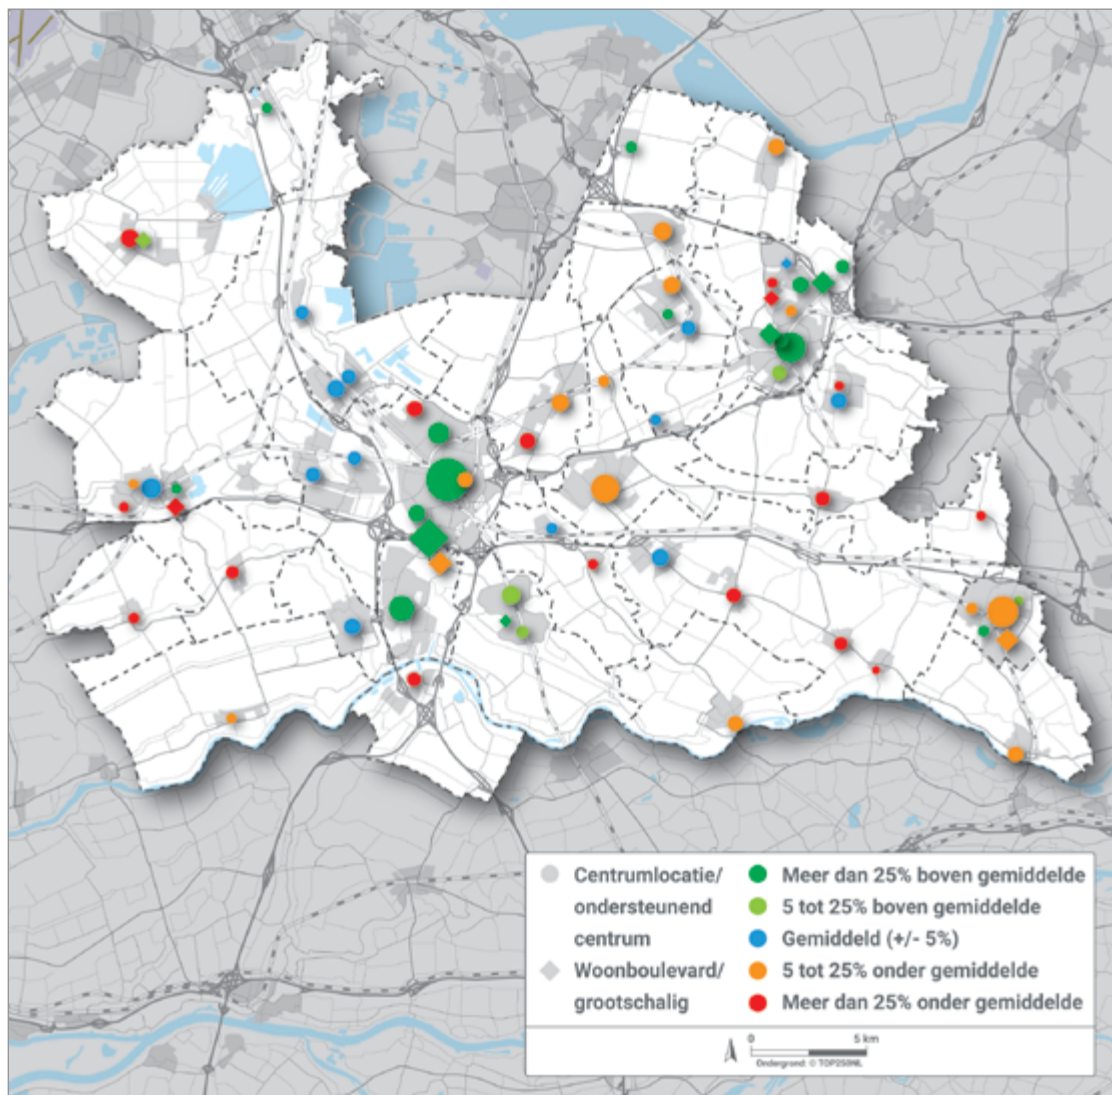 Centrumlocatie/
ondersteunend
centrum
Woonboulevard/
grootschalig
Meer dan 25% boven gemiddelde
5 tot 25% boven gemiddelde
Gemiddeld (+/- 5%)
5 tot 25% onder gemiddelde
Meer dan 25% onder gemiddelde
0 5 km
Ondergrond: © TOP250NL